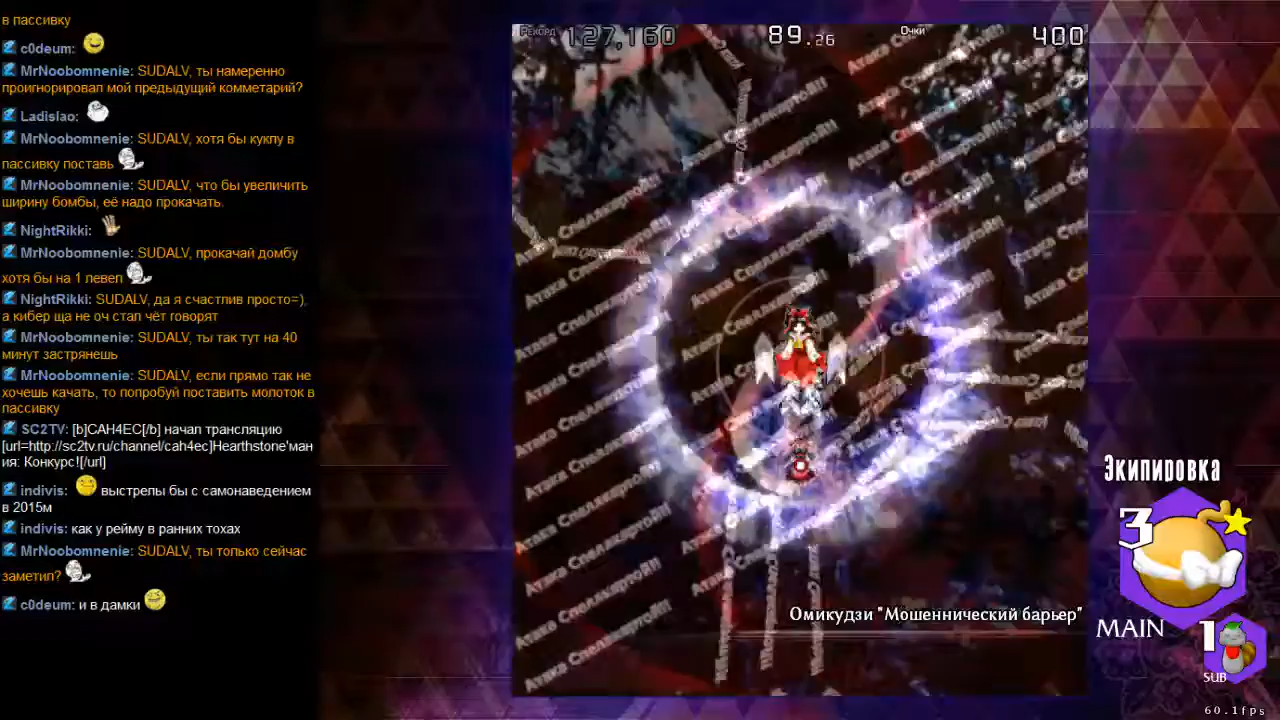 в пассивку
c0deum:
MrNoobomnenie: SUDALV, ты намеренно
проигнорировал мой предыдущий комметарий?
Ladislao:
MrNoobomnenie: SUDALV, хотя бы куклу в
пассивку поставь
MrNoobomnenie: SUDALV, что бы увеличить
ширину бомбы, её надо прокачать.
NightRikki:
MrNoobomnenie: SUDALV, прокачай домбу
хотя бы на 1 левел
NightRikki: SUDALV, да я счастлив просто=),
а кибер ща не оч стал чёт говорят
MrNoobomnenie: SUDALV, ты так тут на 40
минут застрянешь
MrNoobomnenie: SUDALV, если прямо так не
хочешь качать, то попробуй поставить молоток в
пассивку
SC2TV: [b]CAH4EC[/b] начал трансляцию
[url=http://sc2tv.ru/channel/cah4ec]Hearthstone'ман
ия: Конкурс![/url]
indivis: выстрелы бы с самонаведением
в 2015м
indivis: как у рейму в ранних тохах
MrNoobomnenie: SUDALV, ты только сейчас
заметил?
c0deum: и в дамки
Рекорд 127,160
89.26
Очки 400
Атака Спеллкартой!!
Омикудзи "Мошеннический барьер"
Экипировка
3
MAIN
1
SUB
60.1fps